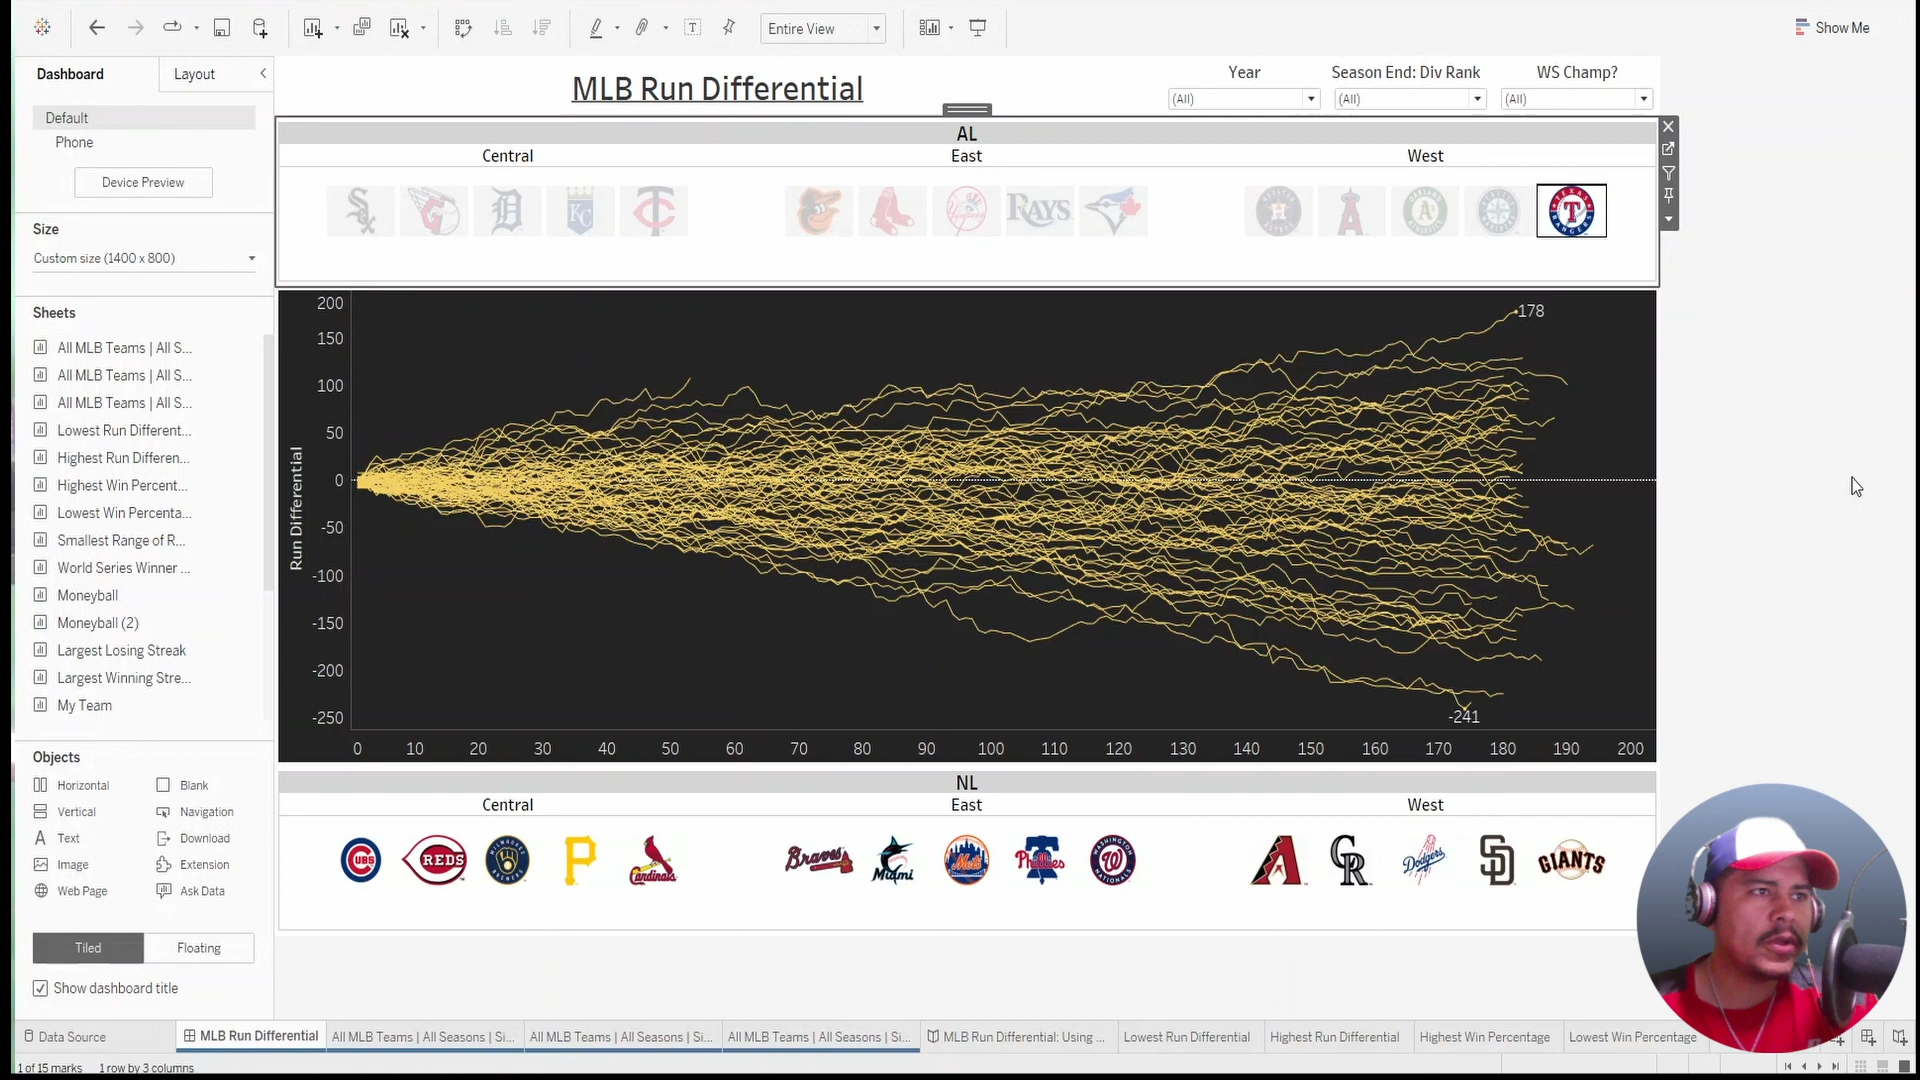 Entire View
Show Me
Dashboard
Layout
Default
Phone
Device Preview
Size
Custom size (1400 x 800)
Sheets
All MLB Teams | All S...
All MLB Teams | All S...
All MLB Teams | All S...
Lowest Run Different...
Highest Run Differen...
Highest Win Percent...
Lowest Win Percenta...
Smallest Range of R...
World Series Winner ...
Moneyball
Moneyball (2)
Largest Losing Streak
Largest Winning Stre...
My Team
Objects
Horizontal
Blank
Vertical
Navigation
Text
Download
Image
Extension
Web Page
Ask Data
Tiled
Floating
Show dashboard title
MLB Run Differential
Year
Season End: Div Rank
WS Champ?
(All)
(All)
(All)
AL
Central
East
West
RAYS
TEXAS
T
RANGERS
Run Differential
200
150
100
50
0
-50
-100
-150
-200
-250
178
-241
0 10 20 30 40 50 60 70 80 90 100 110 120 130 140 150 160 170 180 190 200
NL
Central
East
West
CUBS
REDS
P
Cardinals
Braves
Miami
Mets
Phillies
WASHINGTON
W
NATIONALS
A
CR
Dodgers
SD
GIANTS
Data Source
MLB Run Differential
All MLB Teams | All Seasons | Si...
All MLB Teams | All Seasons | Si...
All MLB Teams | All Seasons | Si...
MLB Run Differential: Using ...
Lowest Run Differential
Highest Run Differential
Highest Win Percentage
Lowest Win Percentage
1 of 15 marks
1 row by 3 columns